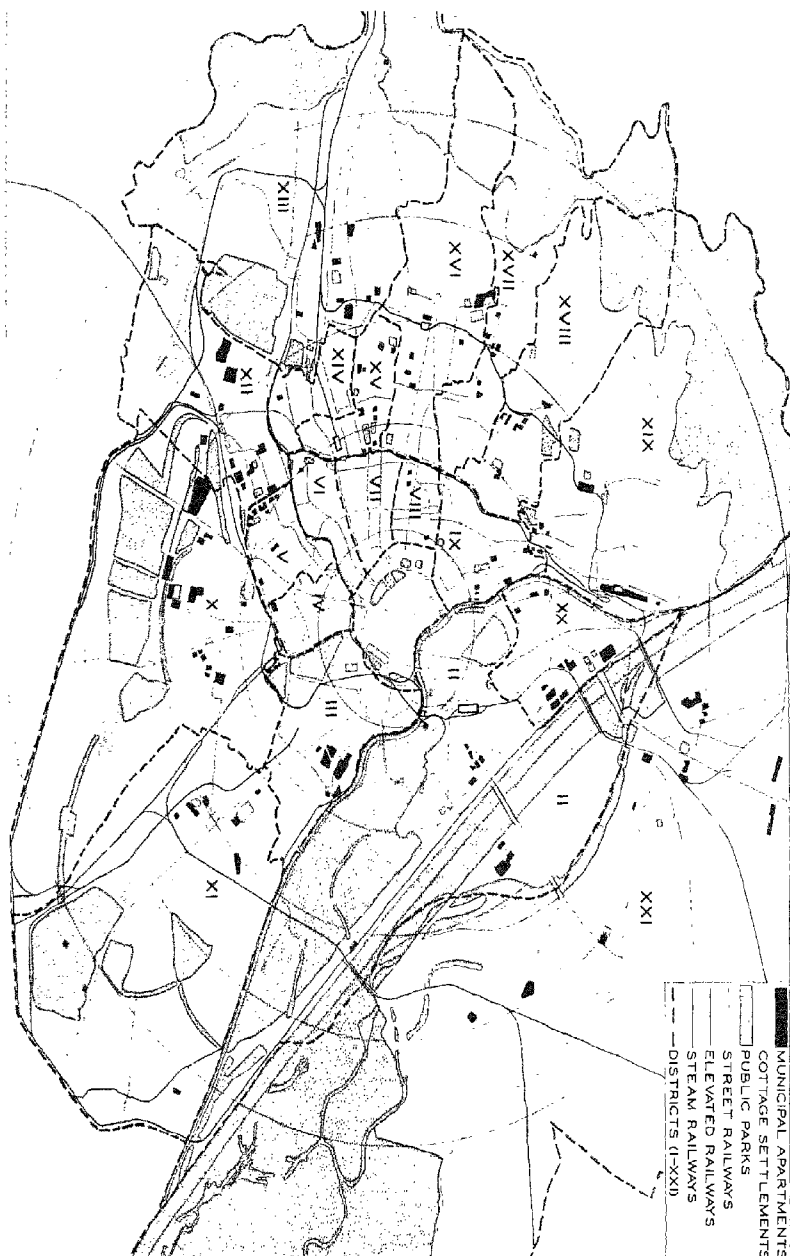 MUNICIPAL APARTMENTS
COTTAGE SETTLEMENTS
PUBLIC PARKS
STREET RAILWAYS
ELEVATED RAILWAYS
STEAM RAILWAYS
DISTRICTS (I-XXI)
XIX
XXI
XVIII
XX
II
XVII
XVI
IX
II
VIII
XV
VII
XIV
VI
IV
III
XIII
V
XII
X
XI